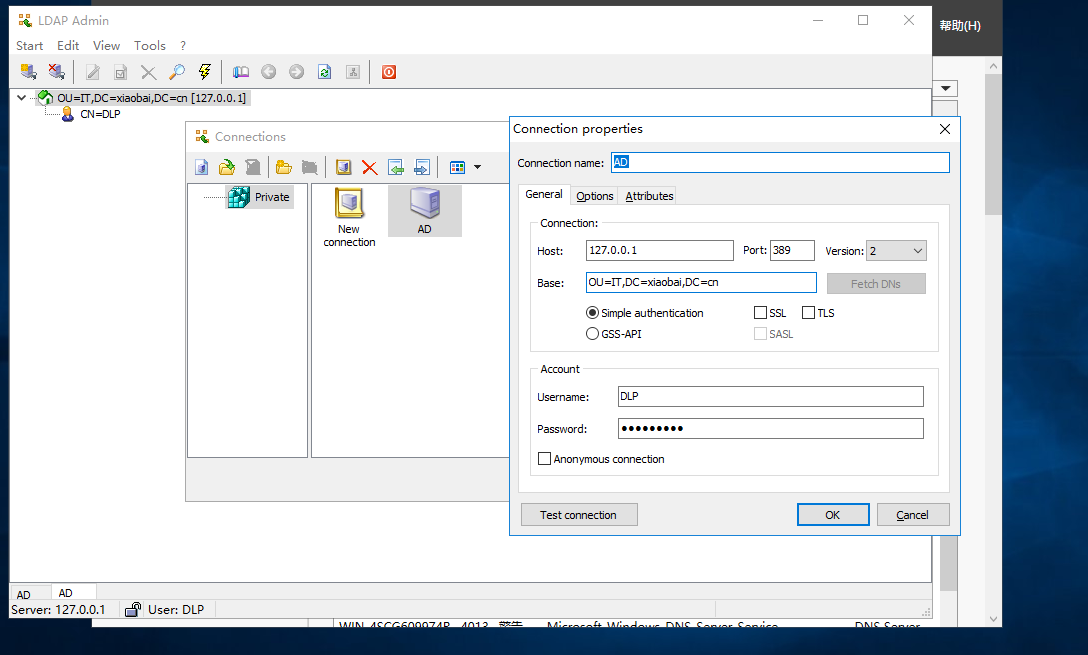 LDAP Admin
帮助(H)
Start Edit View Tools ?
OU=IT,DC=xiaobai,DC=cn [127.0.0.1]
CN=DLP
Connections
Private
New connection
AD
Connection properties
Connection name: AD
General Options Attributes
Connection:
Host: 127.0.0.1 Port: 389 Version: 2
Base: OU=IT,DC=xiaobai,DC=cn Fetch DNs
Simple authentication SSL TLS
GSS-API SASL
Account
Username: DLP
Password: ●●●●●●●●●
Anonymous connection
Test connection OK Cancel
AD AD
Server: 127.0.0.1 User: DLP
4013 警告 Microsoft-Windows-DNS-Server-Service DNS Server